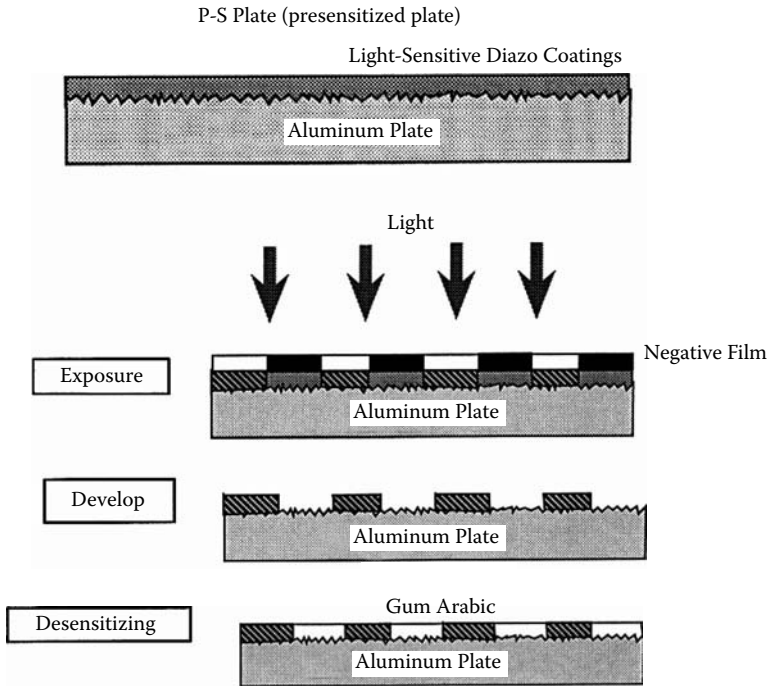 P-S Plate (presensitized plate)
Light-Sensitive Diazo Coatings
Aluminum Plate
Light
Negative Film
Exposure
Aluminum Plate
Develop
Aluminum Plate
Gum Arabic
Desensitizing
Aluminum Plate